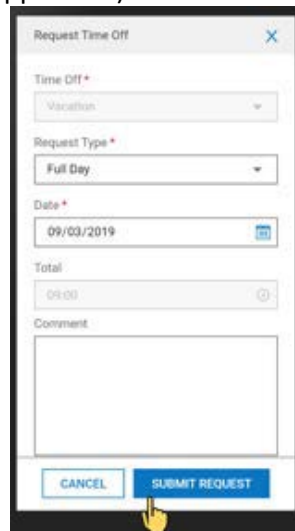 Request Time Off
Time Off *
Vacation
Request Type *
Full Day
Date *
09/03/2019
Total
09:00
Comment
CANCEL SUBMIT REQUEST